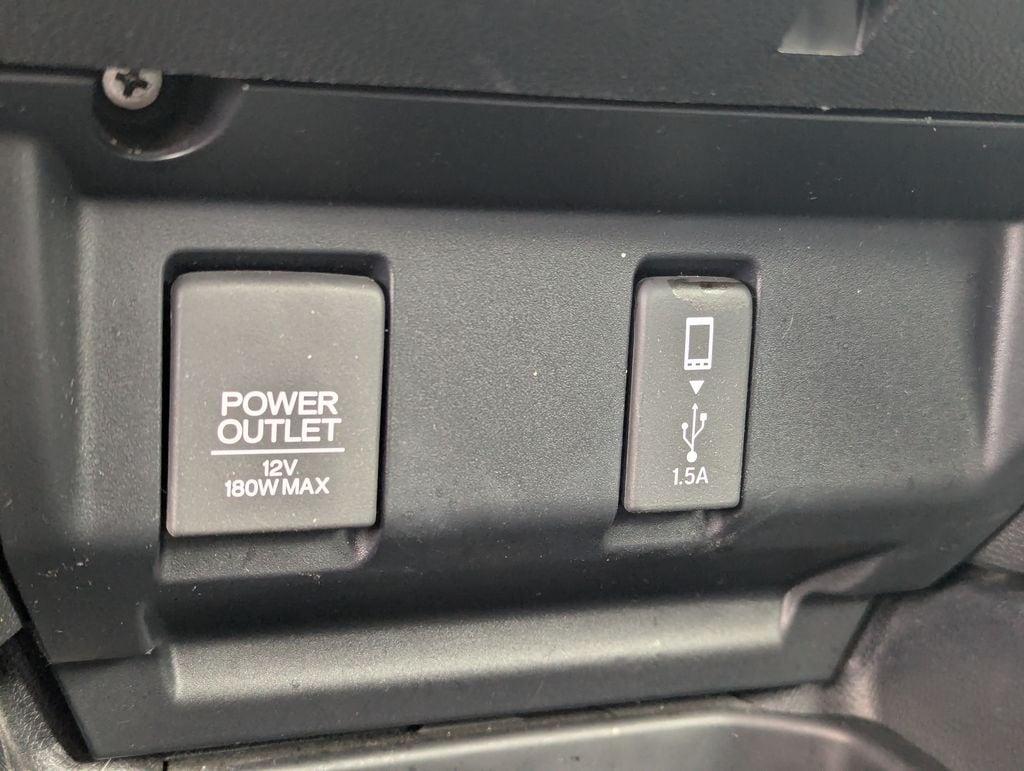 POWER
OUTLET
12V
180W MAX
1.5A